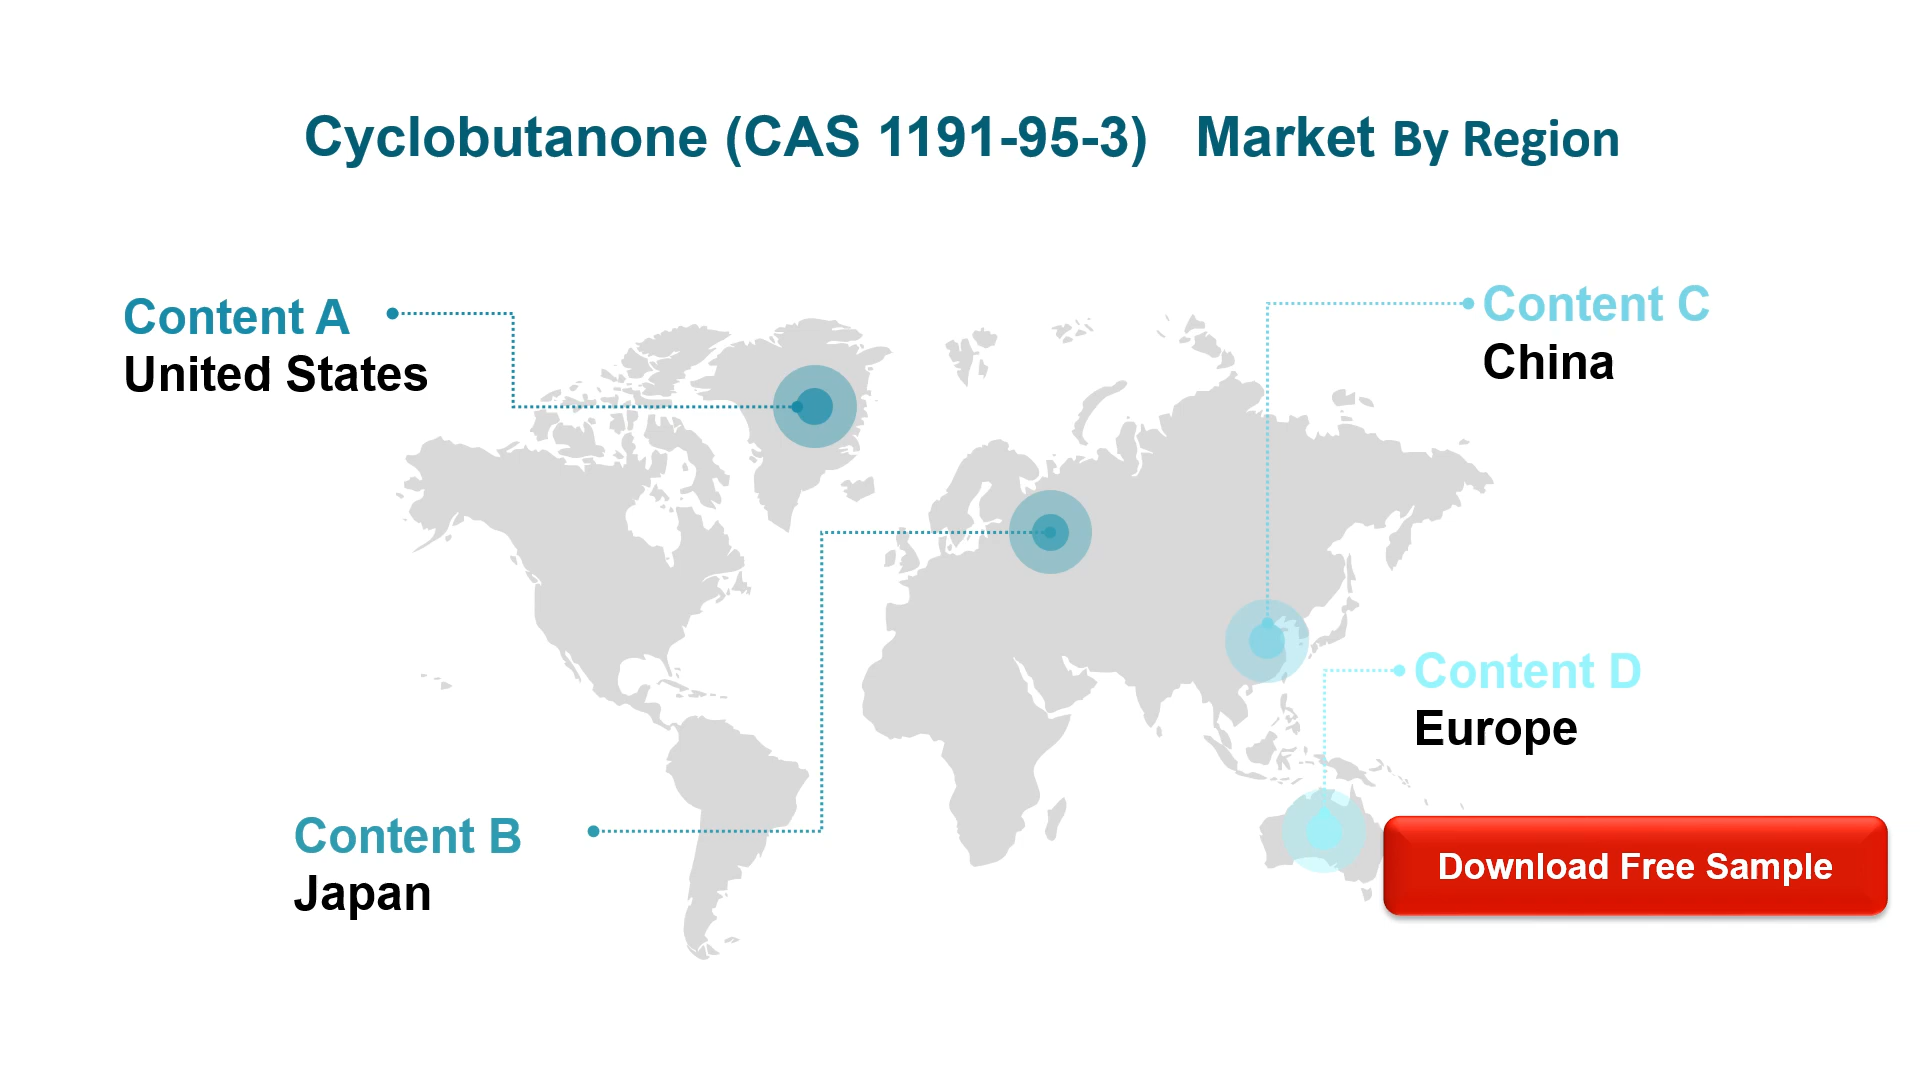 Cyclobutanone (CAS 1191-95-3) Market By Region
Content A
United States
Content C
China
Content D
Europe
Content B
Japan
Download Free Sample